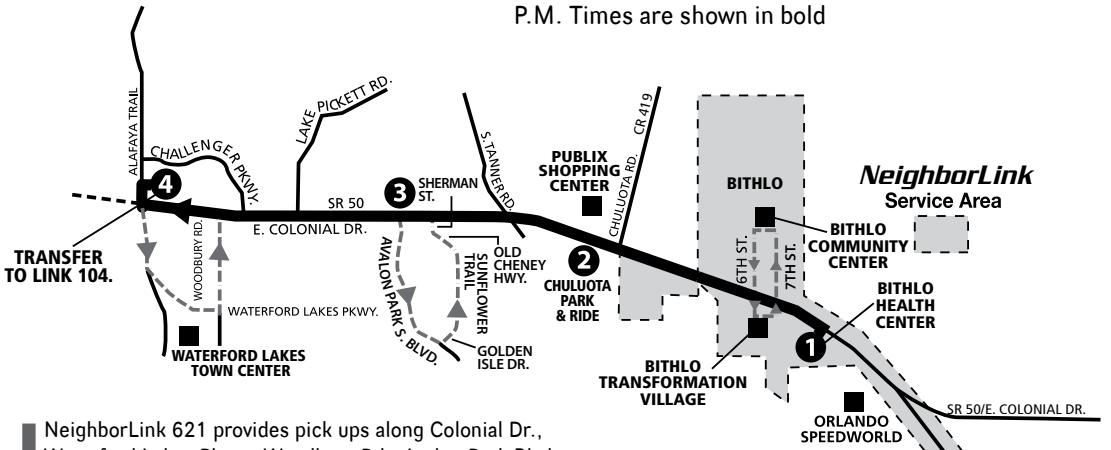 P.M. Times are shown in bold
ALAFAYA TRAIL
CHALLENGER PKWY.
LAKE PICKETT RD.
S.TANNER RD.
CHULUOTA RD.
CR 419
PUBLIX
SHOPPING
CENTER
BITHLO
NeighborLink
Service Area
4
3
SHERMAN
ST.
SR 50
E. COLONIAL DR.
TRANSFER
TO LINK 104.
WOODBURY RD.
AVALON PARK S. BLVD.
SUNFLOWER
TRAIL
OLD
CHENEY
HWY.
2
CHULUOTA
PARK
& RIDE
6TH ST.
7TH ST.
BITHLO
COMMUNITY
CENTER
BITHLO
HEALTH
CENTER
WATERFORD LAKES PKWY.
WATERFORD LAKES
TOWN CENTER
GOLDEN
ISLE DR.
1
BITHLO
TRANSFORMATION
VILLAGE
ORLANDO
SPEEDWORLD
SR 50/E. COLONIAL DR.
NeighborLink 621 provides pick ups along Colonial Dr.,